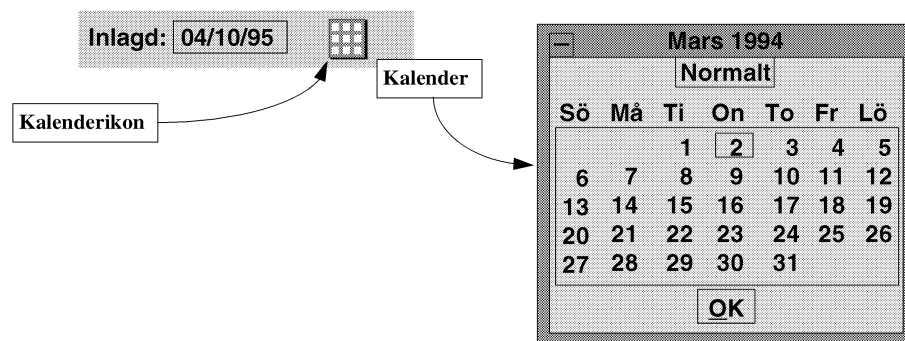 Inlagd: 04/10/95
Kalenderikon
Kalender
Mars 1994
Normalt
Sö Må Ti On To Fr Lö
1 2 3 4 5
6 7 8 9 10 11 12
13 14 15 16 17 18 19
20 21 22 23 24 25 26
27 28 29 30 31
OK